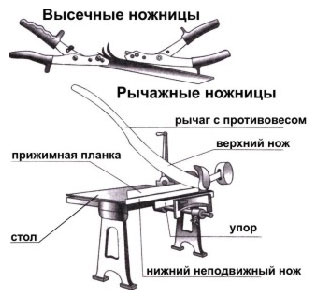 Высечные ножницы
Рычажные ножницы
рычаг с противовесом
верхний нож
прижимная планка
стол
упор
нижний неподвижный нож